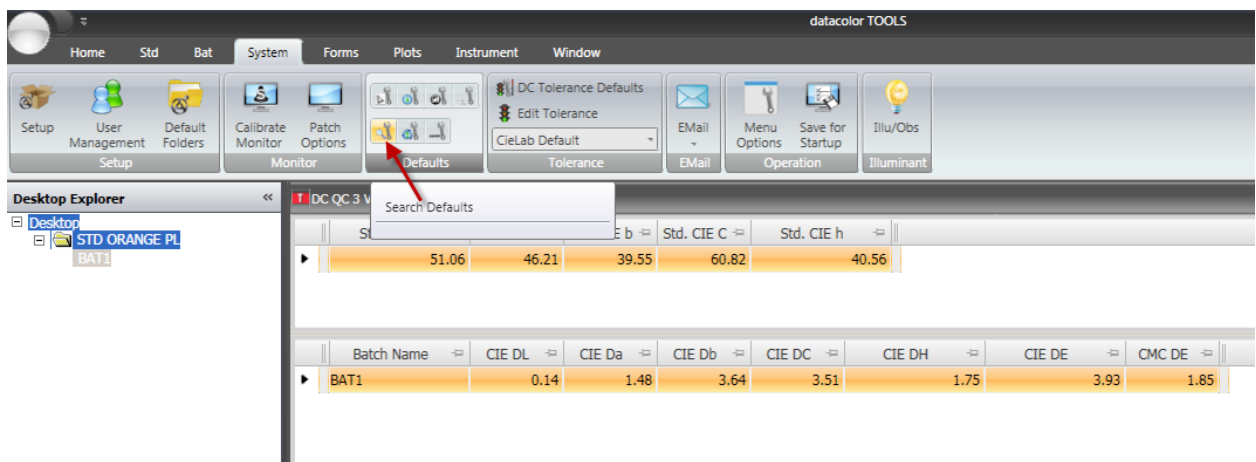 datacolor TOOLS
Home Std Bat System Forms Plots Instrument Window
DC Tolerance Defaults
Edit Tolerance
CieLab Default
Setup User Management Default Folders Calibrate Monitor Patch Options EMail Menu Options Save for Startup Illu/Obs
Setup Monitor Defaults Tolerance EMail Operation Illuminant
Desktop Explorer « T DC QC 3
Search Defaults
Desktop
STD ORANGE PL
BAT1
b Std. CIE C Std. CIE h
51.06 46.21 39.55 60.82 40.56
Batch Name CIE DL CIE Da CIE Db CIE DC CIE DH CIE DE CMC DE
BAT1 0.14 1.48 3.64 3.51 1.75 3.93 1.85